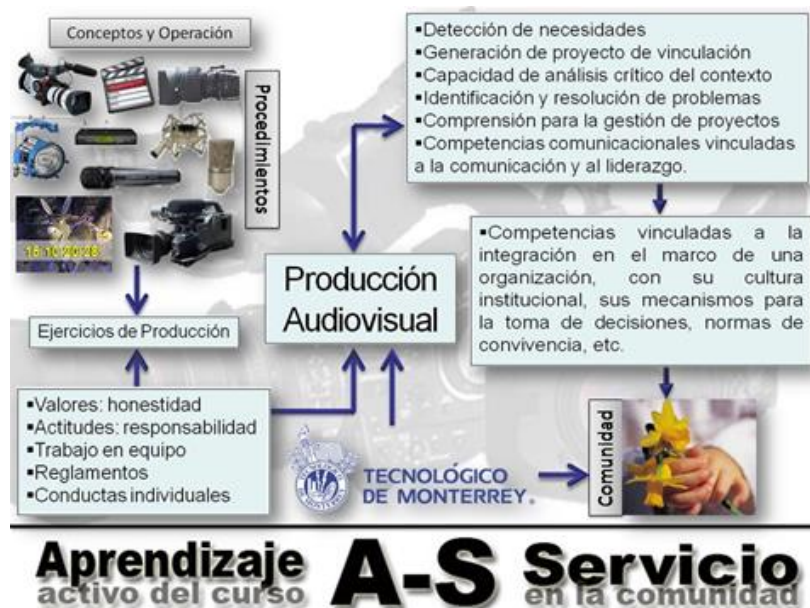 Conceptos y Operación
Procedimientos
16:10:20:28
Ejercicios de Producción
▪Valores: honestidad
▪Actitudes: responsabilidad
▪Trabajo en equipo
▪Reglamentos
▪Conductas individuales
Producción
Audiovisual
TECNOLÓGICO
DE MONTERREY®
▪Detección de necesidades
▪Generación de proyecto de vinculación
▪Capacidad de análisis crítico del contexto
▪Identificación y resolución de problemas
▪Comprensión para la gestión de proyectos
▪Competencias comunicacionales vinculadas
a la comunicación y al liderazgo.
▪Competencias vinculadas a la
integración en el marco de una
organización, con su cultura
institucional, sus mecanismos para
la toma de decisiones, normas de
convivencia, etc.
Comunidad
Aprendizaje
activo del curso
A-S
Servicio
en la comunidad